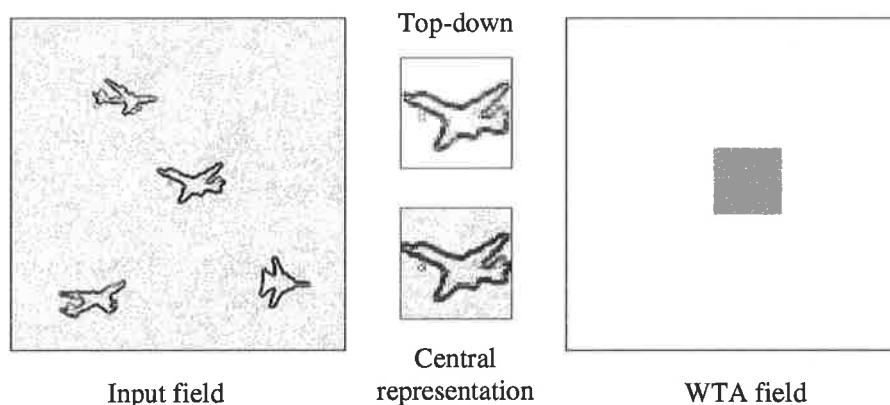 Top-down
Input field
Central
representation
WTA field